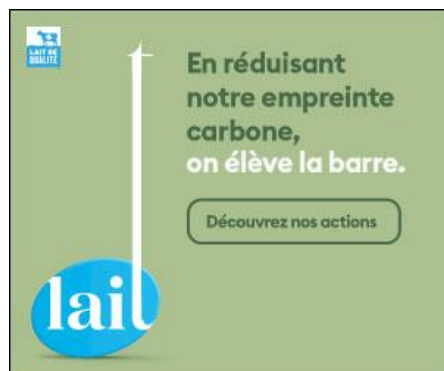 LAIT DE
QUALITÉ
En réduisant
notre empreinte
carbone,
on élève la barre.
Découvrez nos actions
lait